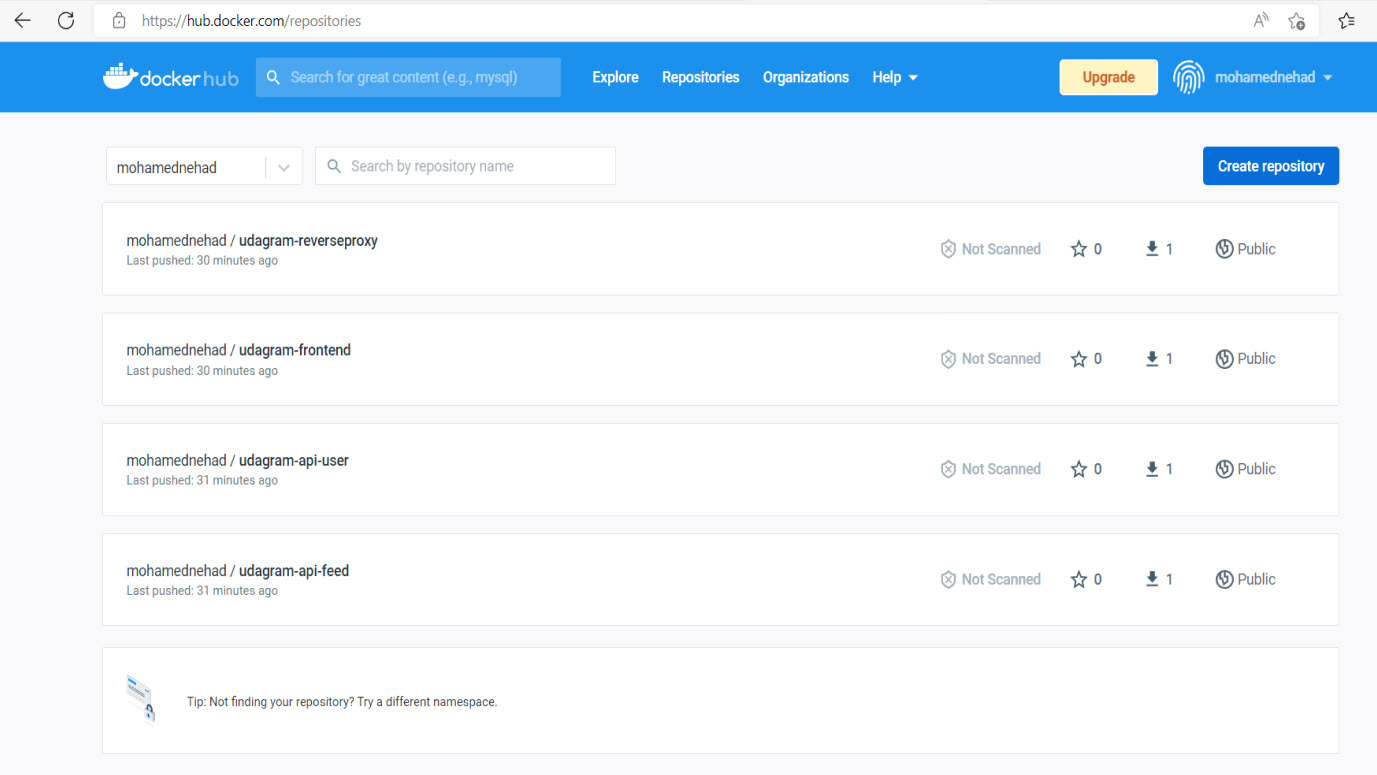 https://hub.docker.com/repositories
docker hub
Search for great content (e.g., mysql)
Explore
Repositories
Organizations
Help
Upgrade
mohamednehad
mohamednehad
Search by repository name
Create repository
mohamednehad / udagram-reverseproxy
Last pushed: 30 minutes ago
Not Scanned
0
1
Public
mohamednehad / udagram-frontend
Last pushed: 30 minutes ago
Not Scanned
0
1
Public
mohamednehad / udagram-api-user
Last pushed: 31 minutes ago
Not Scanned
0
1
Public
mohamednehad / udagram-api-feed
Last pushed: 31 minutes ago
Not Scanned
0
1
Public
Tip: Not finding your repository? Try a different namespace.